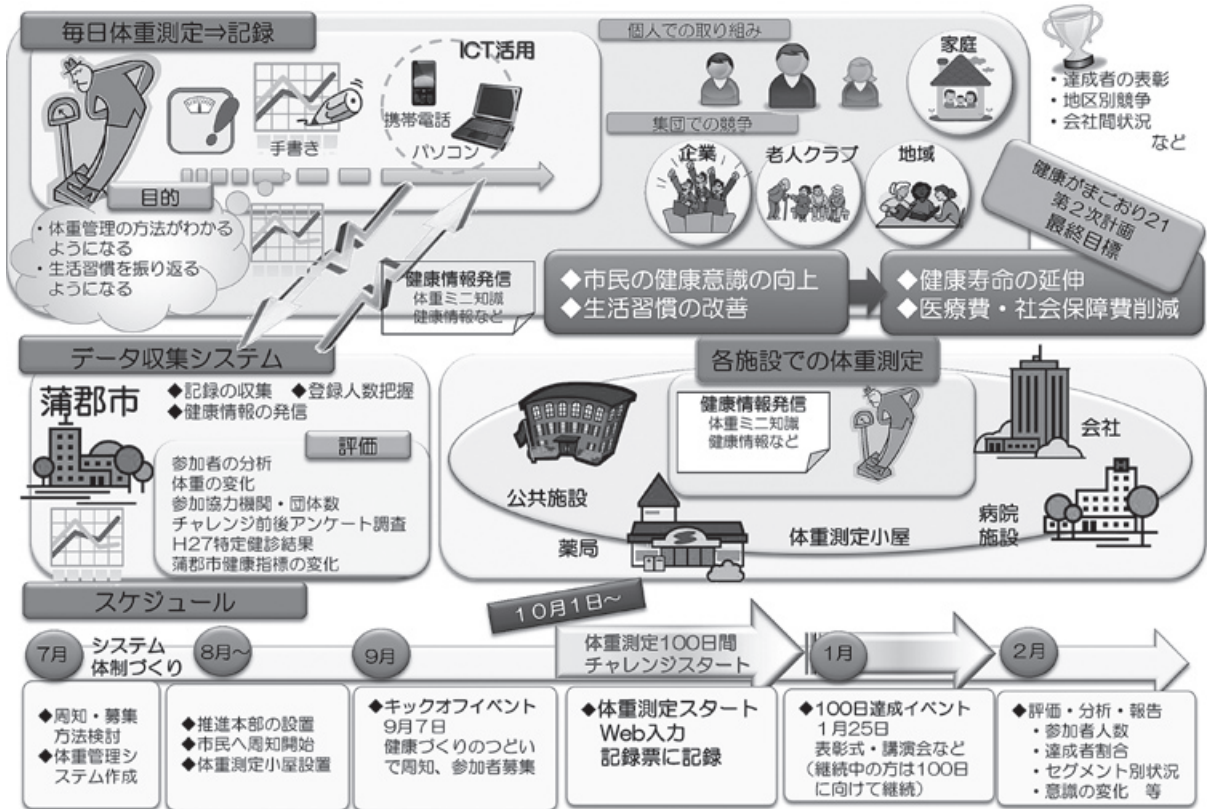 毎日体重測定⇒記録
ICT活用
携帯電話
パソコン
手書き
目的
・体重管理の方法がわかる
ようになる
・生活習慣を振り返る
ようになる
個人での取り組み
家庭
集団での競争
企業
老人クラブ
地域
・達成者の表彰
・地区別競争
・会社間状況
など
健康がまごおり21
第2次計画
最終目標
健康情報発信
体重ミニ知識
健康情報など
◆市民の健康意識の向上
◆生活習慣の改善
◆健康寿命の延伸
◆医療費・社会保障費削減
データ収集システム
蒲郡市
◆記録の収集 ◆登録人数把握
◆健康情報の発信
評価
参加者の分析
体重の変化
参加協力機関・団体数
チャレンジ前後アンケート調査
H27特定健診結果
蒲郡市健康指標の変化
各施設での体重測定
健康情報発信
体重ミニ知識
健康情報など
公共施設
薬局
体重測定小屋
会社
病院
施設
H
スケジュール
10月1日～
7月
システム
体制づくり
8月～
9月
体重測定100日間
チャレンジスタート
1月
2月
◆周知・募集
方法検討
◆体重管理シ
ステム作成
◆推進本部の設置
◆市民へ周知開始
◆体重測定小屋設置
◆キックオフイベント
9月7日
健康づくりのつどい
で周知、参加者募集
◆体重測定スタート
Web入力
記録票に記録
◆100日達成イベント
1月25日
表彰式・講演会など
（継続中の方は100日
に向けて継続）
◆評価・分析・報告
・参加者人数
・達成者割合
・セグメント別状況
・意識の変化 等